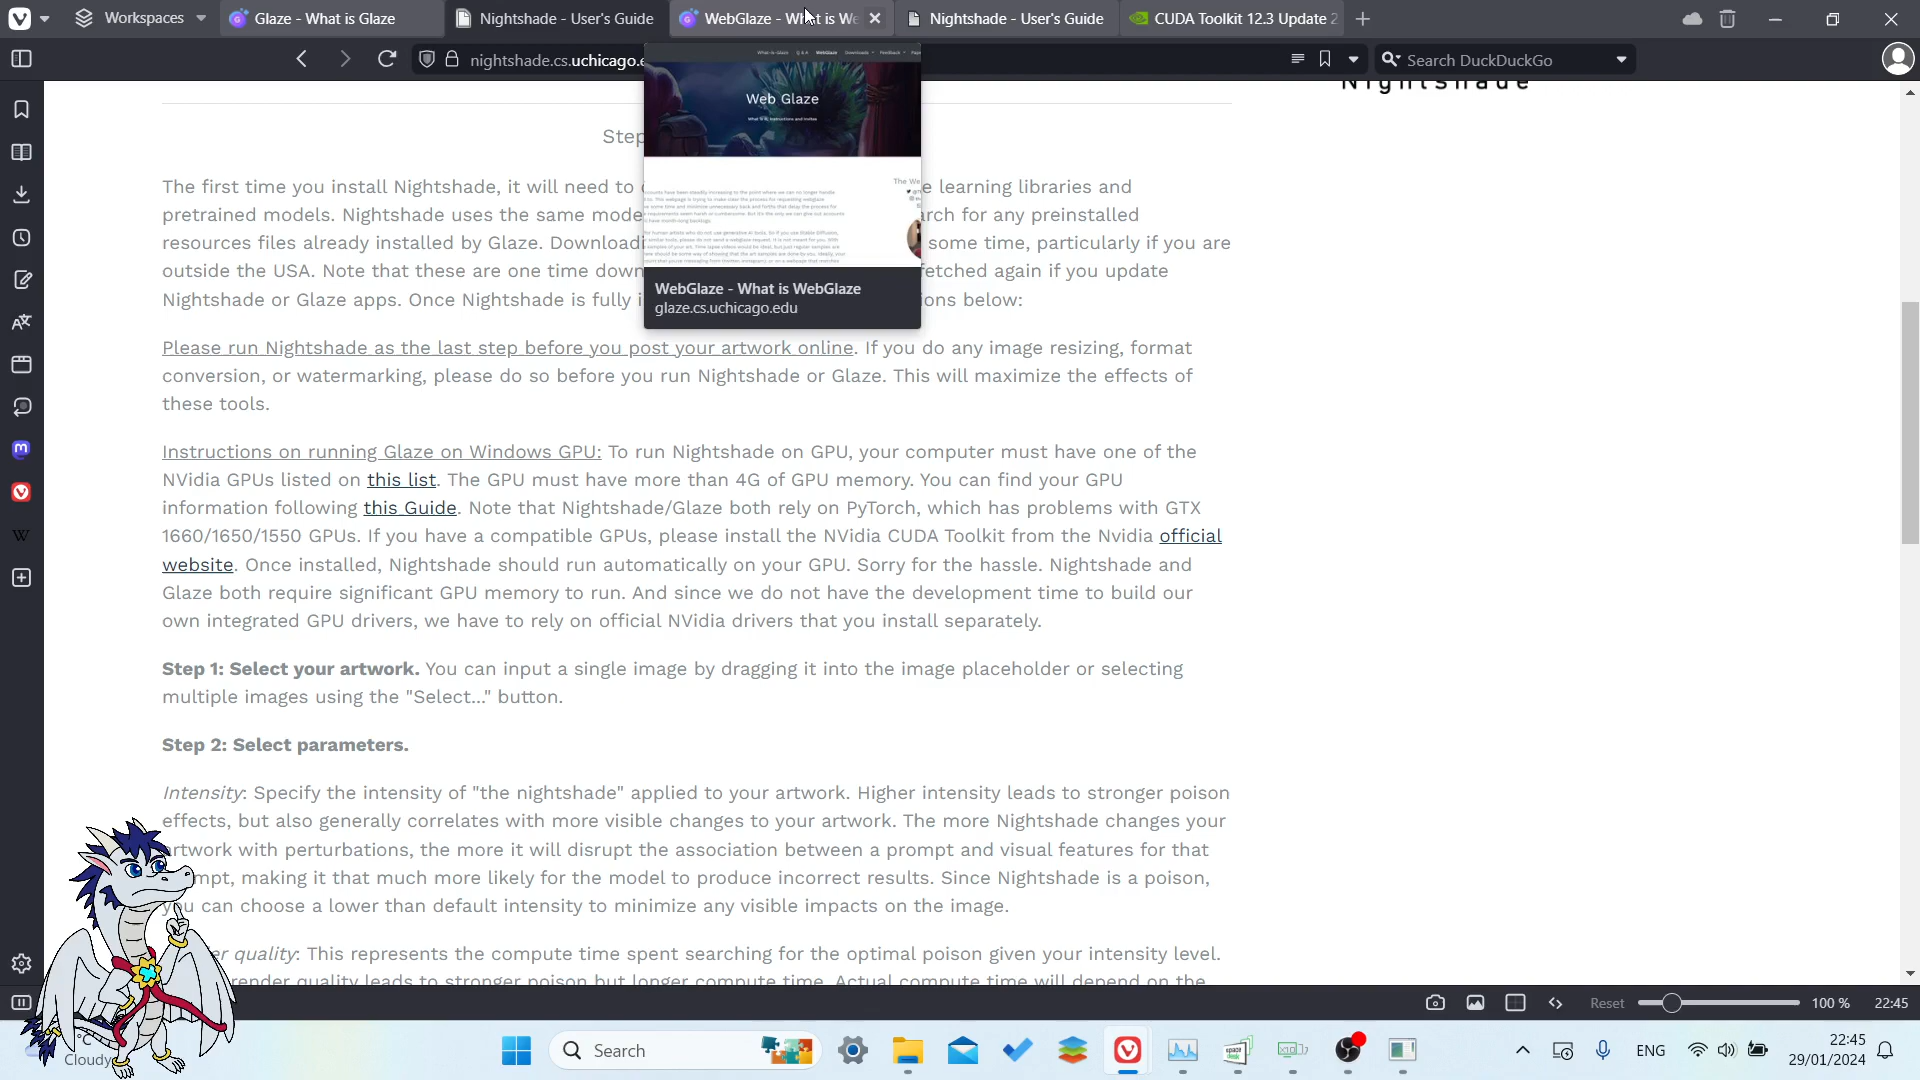 Workspaces
Glaze - What is Glaze
Nightshade - User's Guide
WebGlaze - What is We
Nightshade - User's Guide
CUDA Toolkit 12.3 Update 2
nightshade.cs.uchicago.e
Search DuckDuckGo
Nightshade
Web Glaze
What is it, Instructions and Invites
The We
WebGlaze - What is WebGlaze
glaze.cs.uchicago.edu
Step
The first time you install Nightshade, it will need to
e learning libraries and
pretrained models. Nightshade uses the same mode
arch for any preinstalled
resources files already installed by Glaze. Downloadi
some time, particularly if you are
outside the USA. Note that these are one time down
fetched again if you update
Nightshade or Glaze apps. Once Nightshade is fully i
ions below:
Please run Nightshade as the last step before you post your artwork online. If you do any image resizing, format
conversion, or watermarking, please do so before you run Nightshade or Glaze. This will maximize the effects of
these tools.
Instructions on running Glaze on Windows GPU: To run Nightshade on GPU, your computer must have one of the
NVidia GPUs listed on this list. The GPU must have more than 4G of GPU memory. You can find your GPU
information following this Guide. Note that Nightshade/Glaze both rely on PyTorch, which has problems with GTX
1660/1650/1550 GPUs. If you have a compatible GPUs, please install the NVidia CUDA Toolkit from the Nvidia official
website. Once installed, Nightshade should run automatically on your GPU. Sorry for the hassle. Nightshade and
Glaze both require significant GPU memory to run. And since we do not have the development time to build our
own integrated GPU drivers, we have to rely on official NVidia drivers that you install separately.
Step 1: Select your artwork. You can input a single image by dragging it into the image placeholder or selecting
multiple images using the "Select..." button.
Step 2: Select parameters.
Intensity: Specify the intensity of "the nightshade" applied to your artwork. Higher intensity leads to stronger poison
effects, but also generally correlates with more visible changes to your artwork. The more Nightshade changes your
rtwork with perturbations, the more it will disrupt the association between a prompt and visual features for that
mpt, making it that much more likely for the model to produce incorrect results. Since Nightshade is a poison,
you can choose a lower than default intensity to minimize any visible impacts on the image.
er quality: This represents the compute time spent searching for the optimal poison given your intensity level.
render quality leads to stronger poison but longer compute time. Actual compute time will depend on the
Reset
100 %
22:45
°C
Cloudy
Search
ENG
22:45
29/01/2024